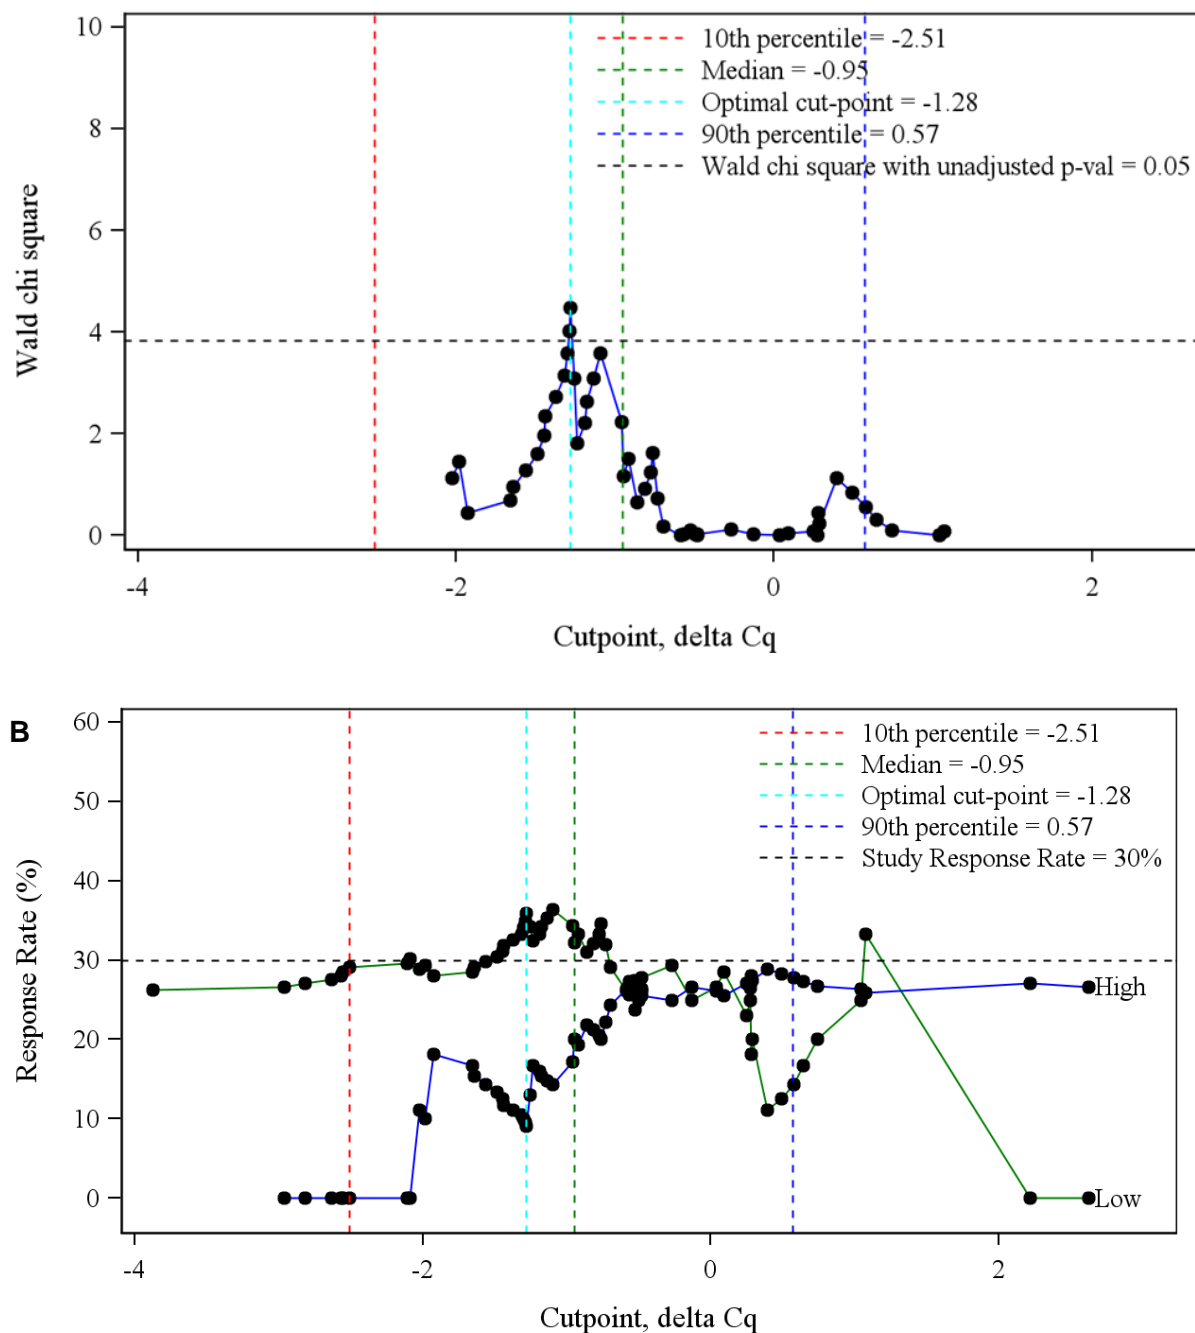 10
8
6
4
2
0
Wald chi square
10th percentile = -2.51
Median = -0.95
Optimal cut-point = -1.28
90th percentile = 0.57
Wald chi square with unadjusted p-val = 0.05
-4 -2 0 2
Cutpoint, delta Cq
B
60
50
40
30
20
10
0
Response Rate (%)
10th percentile = -2.51
Median = -0.95
Optimal cut-point = -1.28
90th percentile = 0.57
Study Response Rate = 30%
High
Low
-4 -2 0 2
Cutpoint, delta Cq